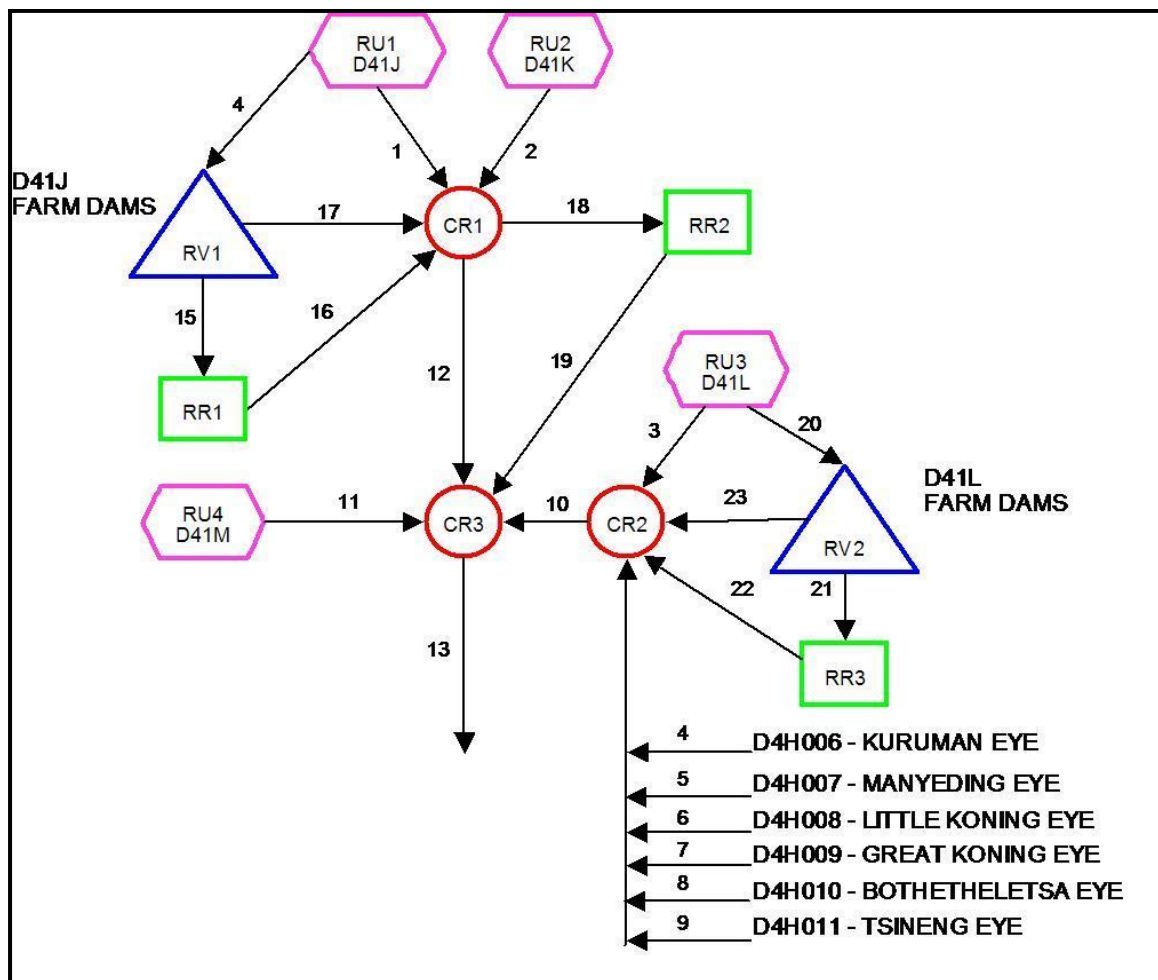 RU1
D41J
RU2
D41K
4
1
2
D41J
FARM DAMS
17
18
CR1
RR2
RV1
15
16
12
19
RU3
D41L
RR1
20
3
D41L
FARM DAMS
11
10
23
RU4
D41M
CR3
CR2
RV2
22
21
13
RR3
4 D4H006 - KURUMAN EYE
5 D4H007 - MANYEDING EYE
6 D4H008 - LITTLE KONING EYE
7 D4H009 - GREAT KONING EYE
8 D4H010 - BOTHETHELETSA EYE
9 D4H011 - TSINENG EYE